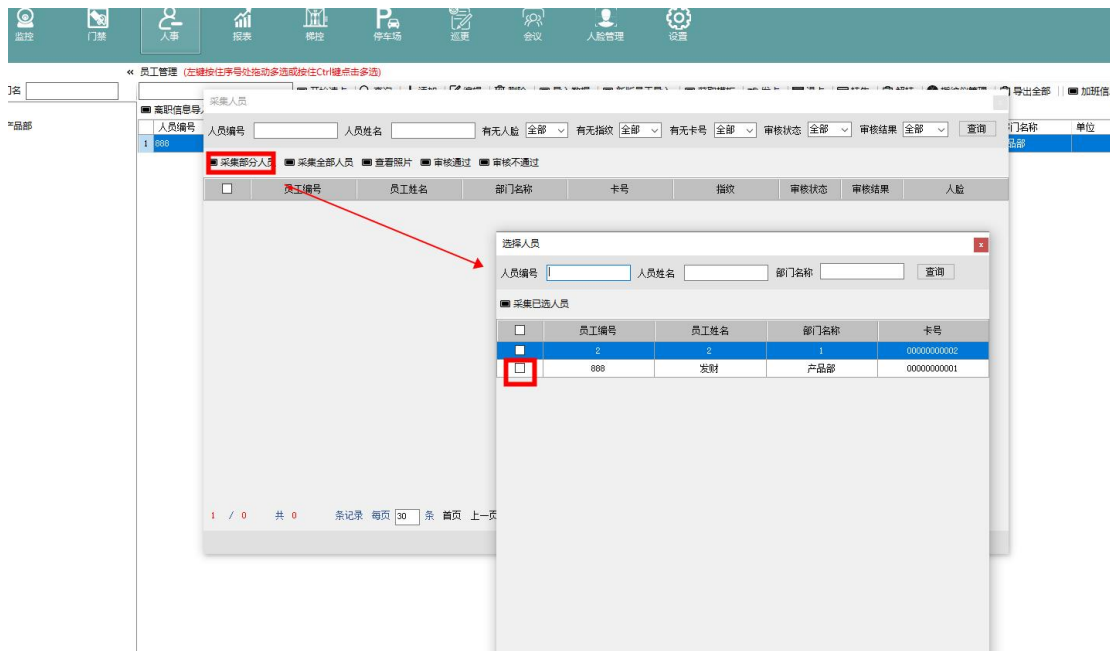 监控 门禁 人事 报表 梯控 停车场 巡更 会议 人脸管理 设置
« 员工管理 (左键按住序号处拖动多选或按住Ctrl键点击多选)
导出全部
离职信息导
采集人员
人员编号 部门名称 单位
1 888
人员编号 人员姓名 有无人脸 全部 有无指纹 全部 有无卡号 全部 审核状态 全部 审核结果 全部 查询
采集部分人员 采集全部人员 查看照片 审核通过 审核不通过
员工编号 员工姓名 部门名称 卡号 指纹 审核状态 审核结果 人脸
选择人员 x
人员编号 人员姓名 部门名称 查询
采集已选人员
员工编号 员工姓名 部门名称 卡号
2 2 1 00000000002
888 发财 产品部 00000000001
1 / 0 共 0 条记录 每页 30 条 首页 上一页